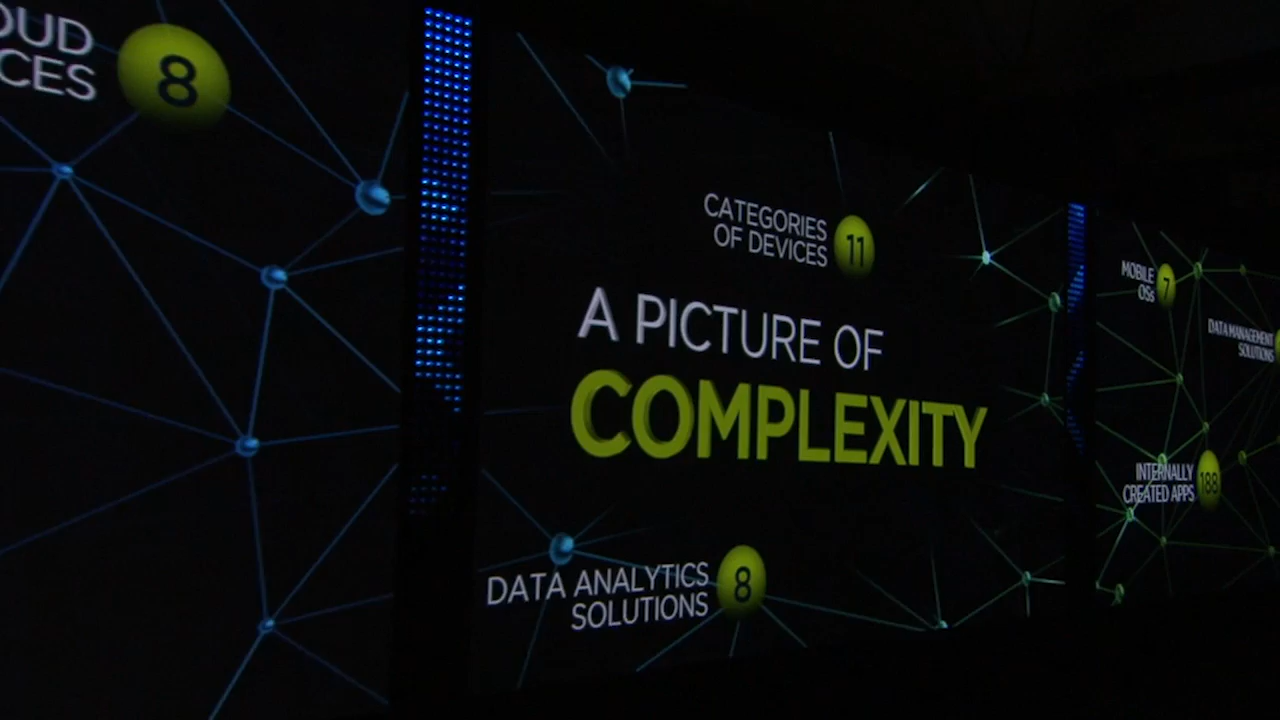 OUD
CES
8
CATEGORIES
OF DEVICES
11
A PICTURE OF
COMPLEXITY
DATA ANALYTICS
SOLUTIONS
8
MOBILE
OSs
7
DATA MANAGEMENT
SOLUTIONS
INTERNALLY
CREATED APPS
188